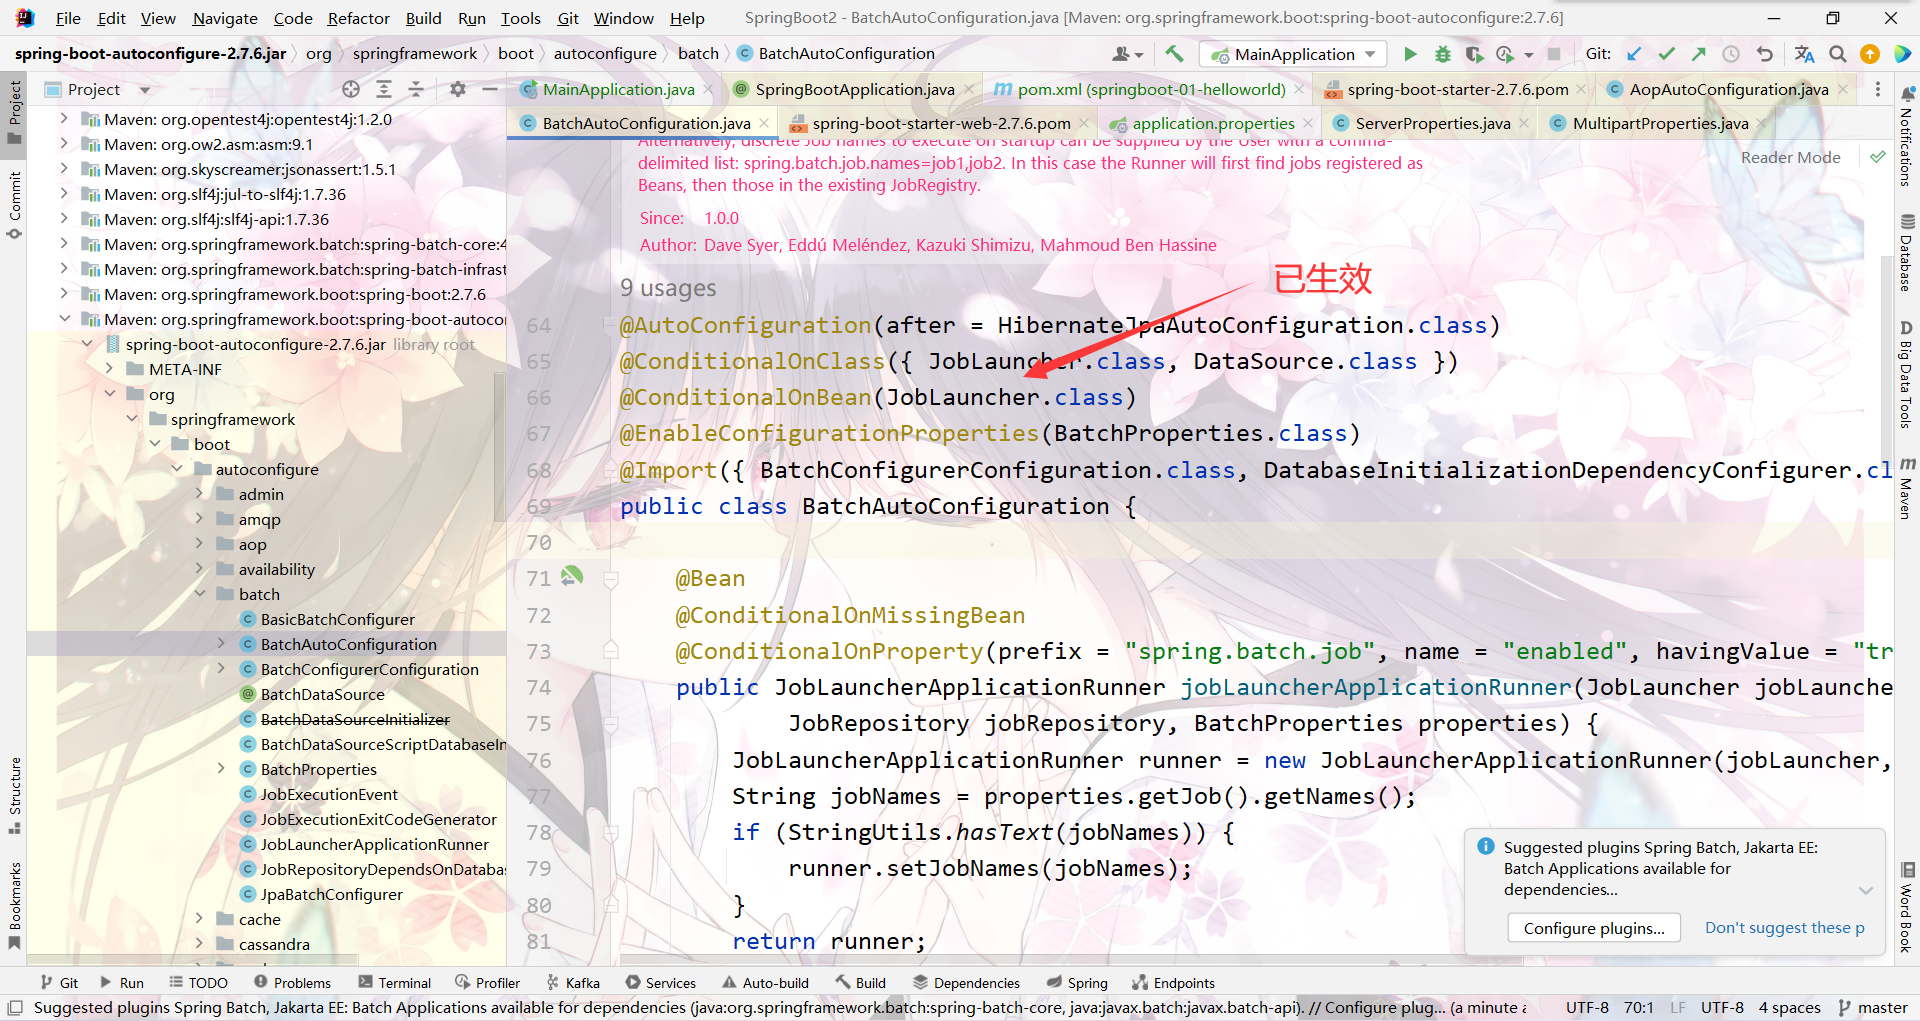 File Edit View Navigate Code Refactor Build Run Tools Git Window Help SpringBoot2 - BatchAutoConfiguration.java [Maven: org.springframework.boot:spring-boot-autoconfigure:2.7.6]
spring-boot-autoconfigure-2.7.6.jar org springframework boot autoconfigure batch BatchAutoConfiguration MainApplication Git:
Project
MainApplication.java SpringBootApplication.java pom.xml (springboot-01-helloworld) spring-boot-starter-2.7.6.pom AopAutoConfiguration.java
BatchAutoConfiguration.java spring-boot-starter-web-2.7.6.pom application.properties ServerProperties.java MultipartProperties.java
Project
Commit
Structure
Bookmarks
Maven: org.opentest4j:opentest4j:1.2.0
Maven: org.ow2.asm:asm:9.1
Maven: org.skyscreamer:jsonassert:1.5.1
Maven: org.slf4j:jul-to-slf4j:1.7.36
Maven: org.slf4j:slf4j-api:1.7.36
Maven: org.springframework.batch:spring-batch-core:4
Maven: org.springframework.batch:spring-batch-infrast
Maven: org.springframework.boot:spring-boot:2.7.6
Maven: org.springframework.boot:spring-boot-autocon
spring-boot-autoconfigure-2.7.6.jar library root
META-INF
org
springframework
boot
autoconfigure
admin
amqp
aop
availability
batch
BasicBatchConfigurer
BatchAutoConfiguration
BatchConfigurerConfiguration
BatchDataSource
BatchDataSourceInitializer
BatchDataSourceScriptDatabaseIn
BatchProperties
JobExecutionEvent
JobExecutionExitCodeGenerator
JobLauncherApplicationRunner
JobRepositoryDependsOnDatabas
JpaBatchConfigurer
cache
cassandra
Alternatively, discrete Job names to execute on startup can be supplied by the User with a comma-
delimited list: spring.batch.job.names=job1,job2. In this case the Runner will first find jobs registered as
Beans, then those in the existing JobRegistry.
Since: 1.0.0
Author: Dave Syer, Eddú Meléndez, Kazuki Shimizu, Mahmoud Ben Hassine
Reader Mode
已生效
9 usages
64 @AutoConfiguration(after = HibernateJpaAutoConfiguration.class)
65 @ConditionalOnClass({ JobLauncher.class, DataSource.class })
66 @ConditionalOnBean(JobLauncher.class)
67 @EnableConfigurationProperties(BatchProperties.class)
68 @Import({ BatchConfigurerConfiguration.class, DatabaseInitializationDependencyConfigurer.cl
69 public class BatchAutoConfiguration {
70
71 @Bean
72 @ConditionalOnMissingBean
73 @ConditionalOnProperty(prefix = "spring.batch.job", name = "enabled", havingValue = "tr
74 public JobLauncherApplicationRunner jobLauncherApplicationRunner(JobLauncher jobLaunche
75 JobRepository jobRepository, BatchProperties properties) {
76 JobLauncherApplicationRunner runner = new JobLauncherApplicationRunner(jobLauncher,
77 String jobNames = properties.getJob().getNames();
78 if (StringUtils.hasText(jobNames)) {
79 runner.setJobNames(jobNames);
80 }
81 return runner;
Notifications
Database
D Big Data Tools
m Maven
Word Book
Suggested plugins Spring Batch, Jakarta EE:
Batch Applications available for
dependencies...
Configure plugins... Don't suggest these p
Git Run TODO Problems Terminal Profiler Kafka Services Auto-build Build Dependencies Spring Endpoints
Suggested plugins Spring Batch, Jakarta EE: Batch Applications available for dependencies (java:org.springframework.batch:spring-batch-core, java:javax.batch:javax.batch-api). // Configure plug... (a minute a UTF-8 70:1 LF UTF-8 4 spaces master